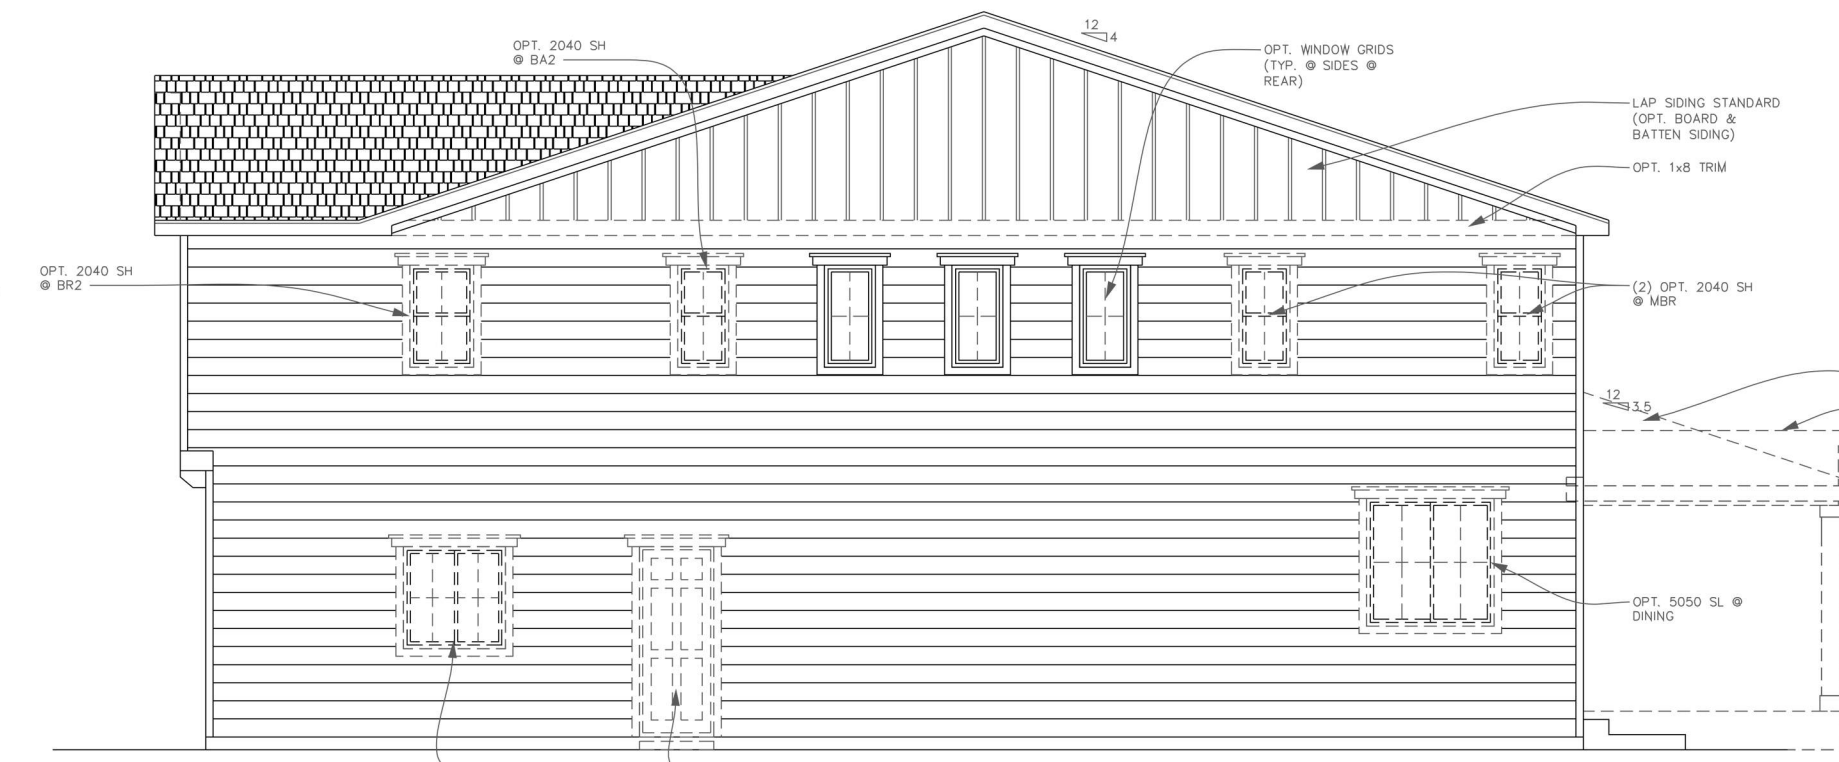 12
4
OPT. 2040 SH
@ BA2
OPT. WINDOW GRIDS
(TYP. @ SIDES @
REAR)
LAP SIDING STANDARD
(OPT. BOARD &
BATTEN SIDING)
OPT. 1x8 TRIM
OPT. 2040 SH
@ BR2
(2) OPT. 2040 SH
@ MBR
12
3.5
OPT. 5050 SL @
DINING